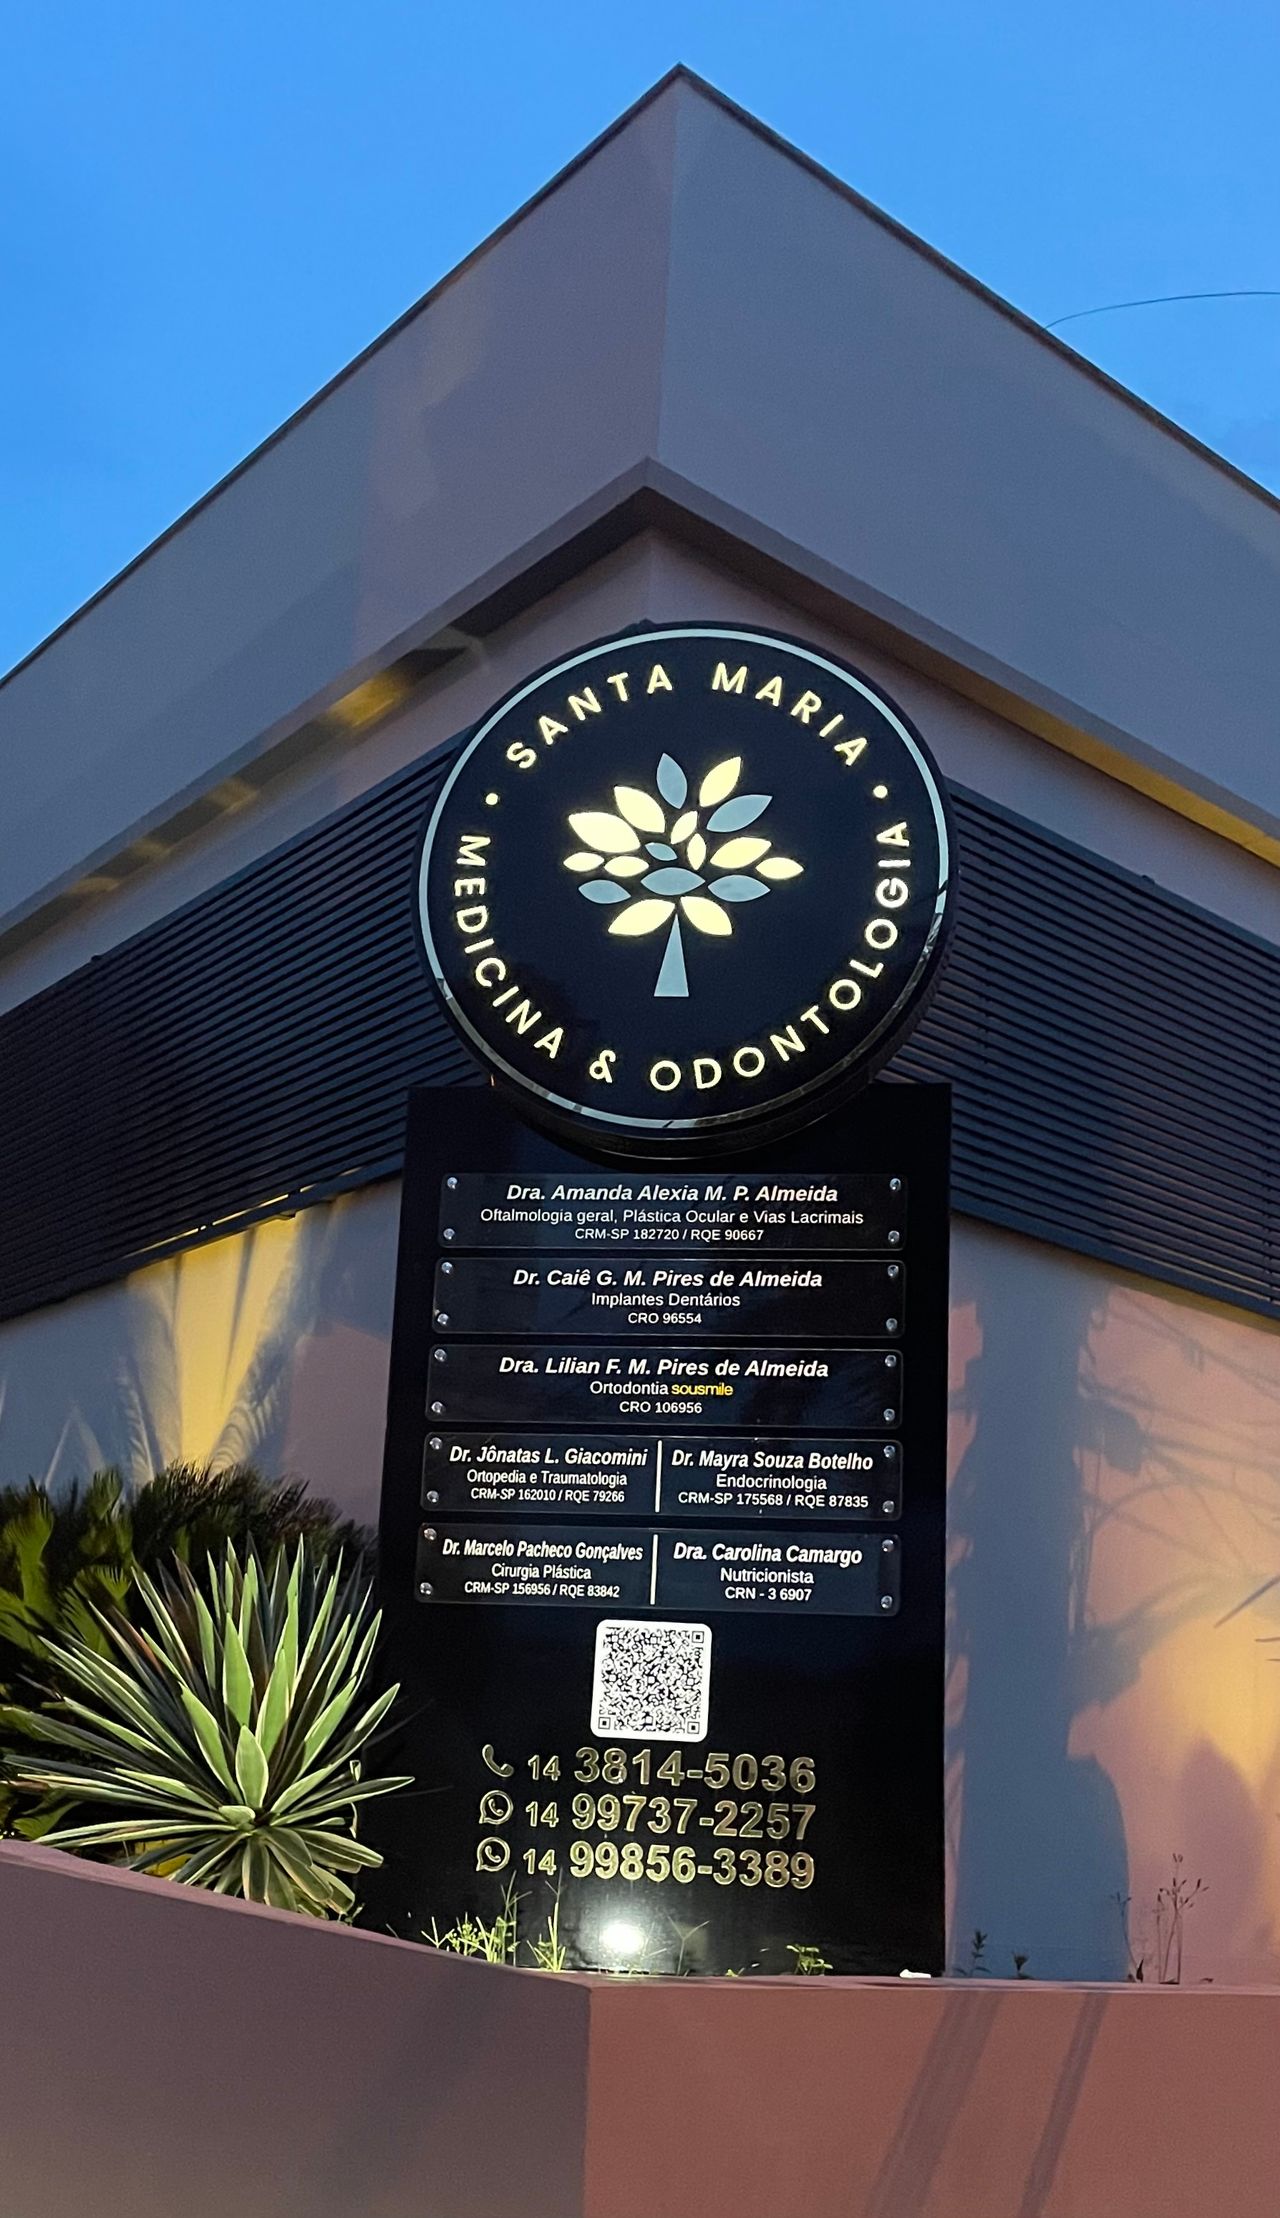 • SANTA MARIA •
MEDICINA & ODONTOLOGIA
Dra. Amanda Alexia M. P. Almeida
Oftalmologia geral, Plástica Ocular e Vias Lacrimais
CRM-SP 182720 / RQE 90667
Dr. Caiê G. M. Pires de Almeida
Implantes Dentários
CRO 96554
Dra. Lilian F. M. Pires de Almeida
Ortodontia sousmile
CRO 106956
Dr. Jônatas L. Giacomini
Ortopedia e Traumatologia
CRM-SP 162010 / RQE 79266
Dr. Mayra Souza Botelho
Endocrinologia
CRM-SP 175568 / RQE 87835
Dr. Marcelo Pacheco Gonçalves
Cirurgia Plástica
CRM-SP 156956 / RQE 83842
Dra. Carolina Camargo
Nutricionista
CRN - 3 6907
14 3814-5036
14 99737-2257
14 99856-3389